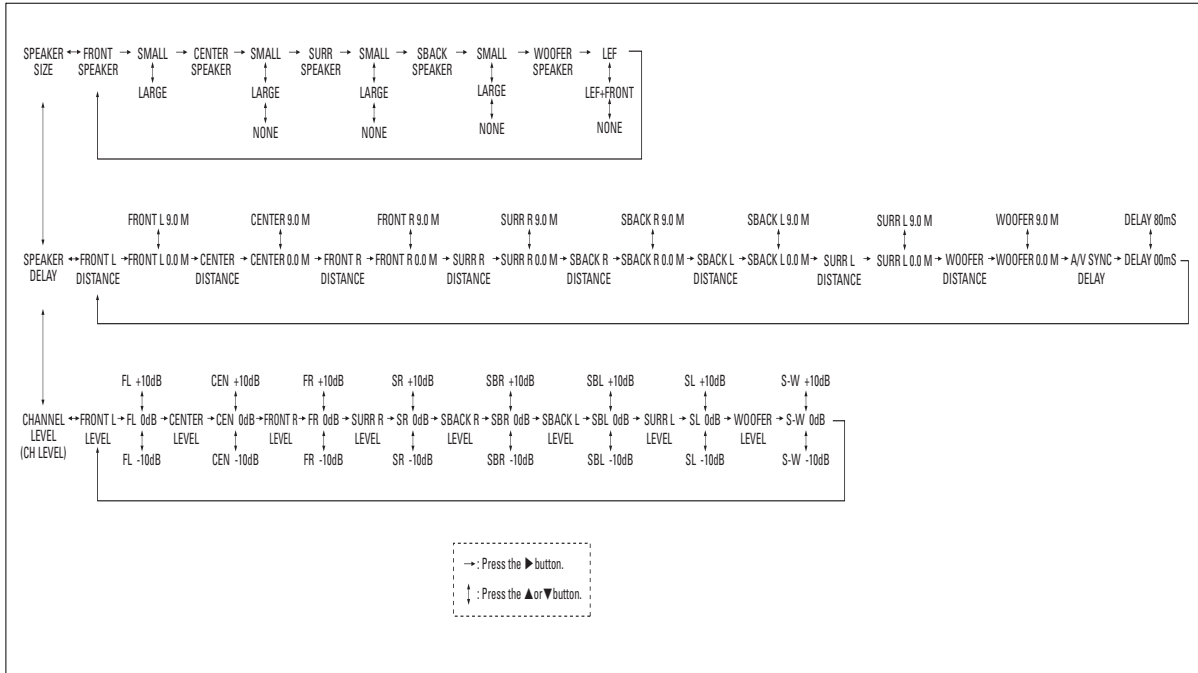 SPEAKER ↔ FRONT → SMALL → CENTER → SMALL → SURR → SMALL → SBACK → SMALL → WOOFER → LEF
SIZE SPEAKER SPEAKER SPEAKER SPEAKER SPEAKER
LARGE LARGE LARGE LARGE LEF+FRONT
NONE NONE NONE NONE
FRONT L 9.0 M CENTER 9.0 M FRONT R 9.0 M SURR R 9.0 M SBACK R 9.0 M SBACK L 9.0 M SURR L 9.0 M WOOFER 9.0 M DELAY 80mS
SPEAKER ↔ FRONT L → FRONT L 0.0 M → CENTER → CENTER 0.0 M → FRONT R → FRONT R 0.0 M → SURR R → SURR R 0.0 M → SBACK R → SBACK R 0.0 M → SBACK L → SBACK L 0.0 M → SURR L → SURR L 0.0 M → WOOFER → WOOFER 0.0 M → A/V SYNC → DELAY 00mS
DELAY DISTANCE DISTANCE DISTANCE DISTANCE DISTANCE DISTANCE DISTANCE DISTANCE DELAY
FL +10dB CEN +10dB FR +10dB SR +10dB SBR +10dB SBL +10dB SL +10dB S-W +10dB
CHANNEL ↔ FRONT L → FL 0dB → CENTER → CEN 0dB → FRONT R → FR 0dB → SURR R → SR 0dB → SBACK R → SBR 0dB → SBACK L → SBL 0dB → SURR L → SL 0dB → WOOFER → S-W 0dB
LEVEL LEVEL LEVEL LEVEL LEVEL LEVEL LEVEL LEVEL LEVEL
(CH LEVEL) FL -10dB CEN -10dB FR -10dB SR -10dB SBR -10dB SBL -10dB SL -10dB S-W -10dB
→ : Press the ▶ button.
↕ : Press the ▲ or ▼ button.